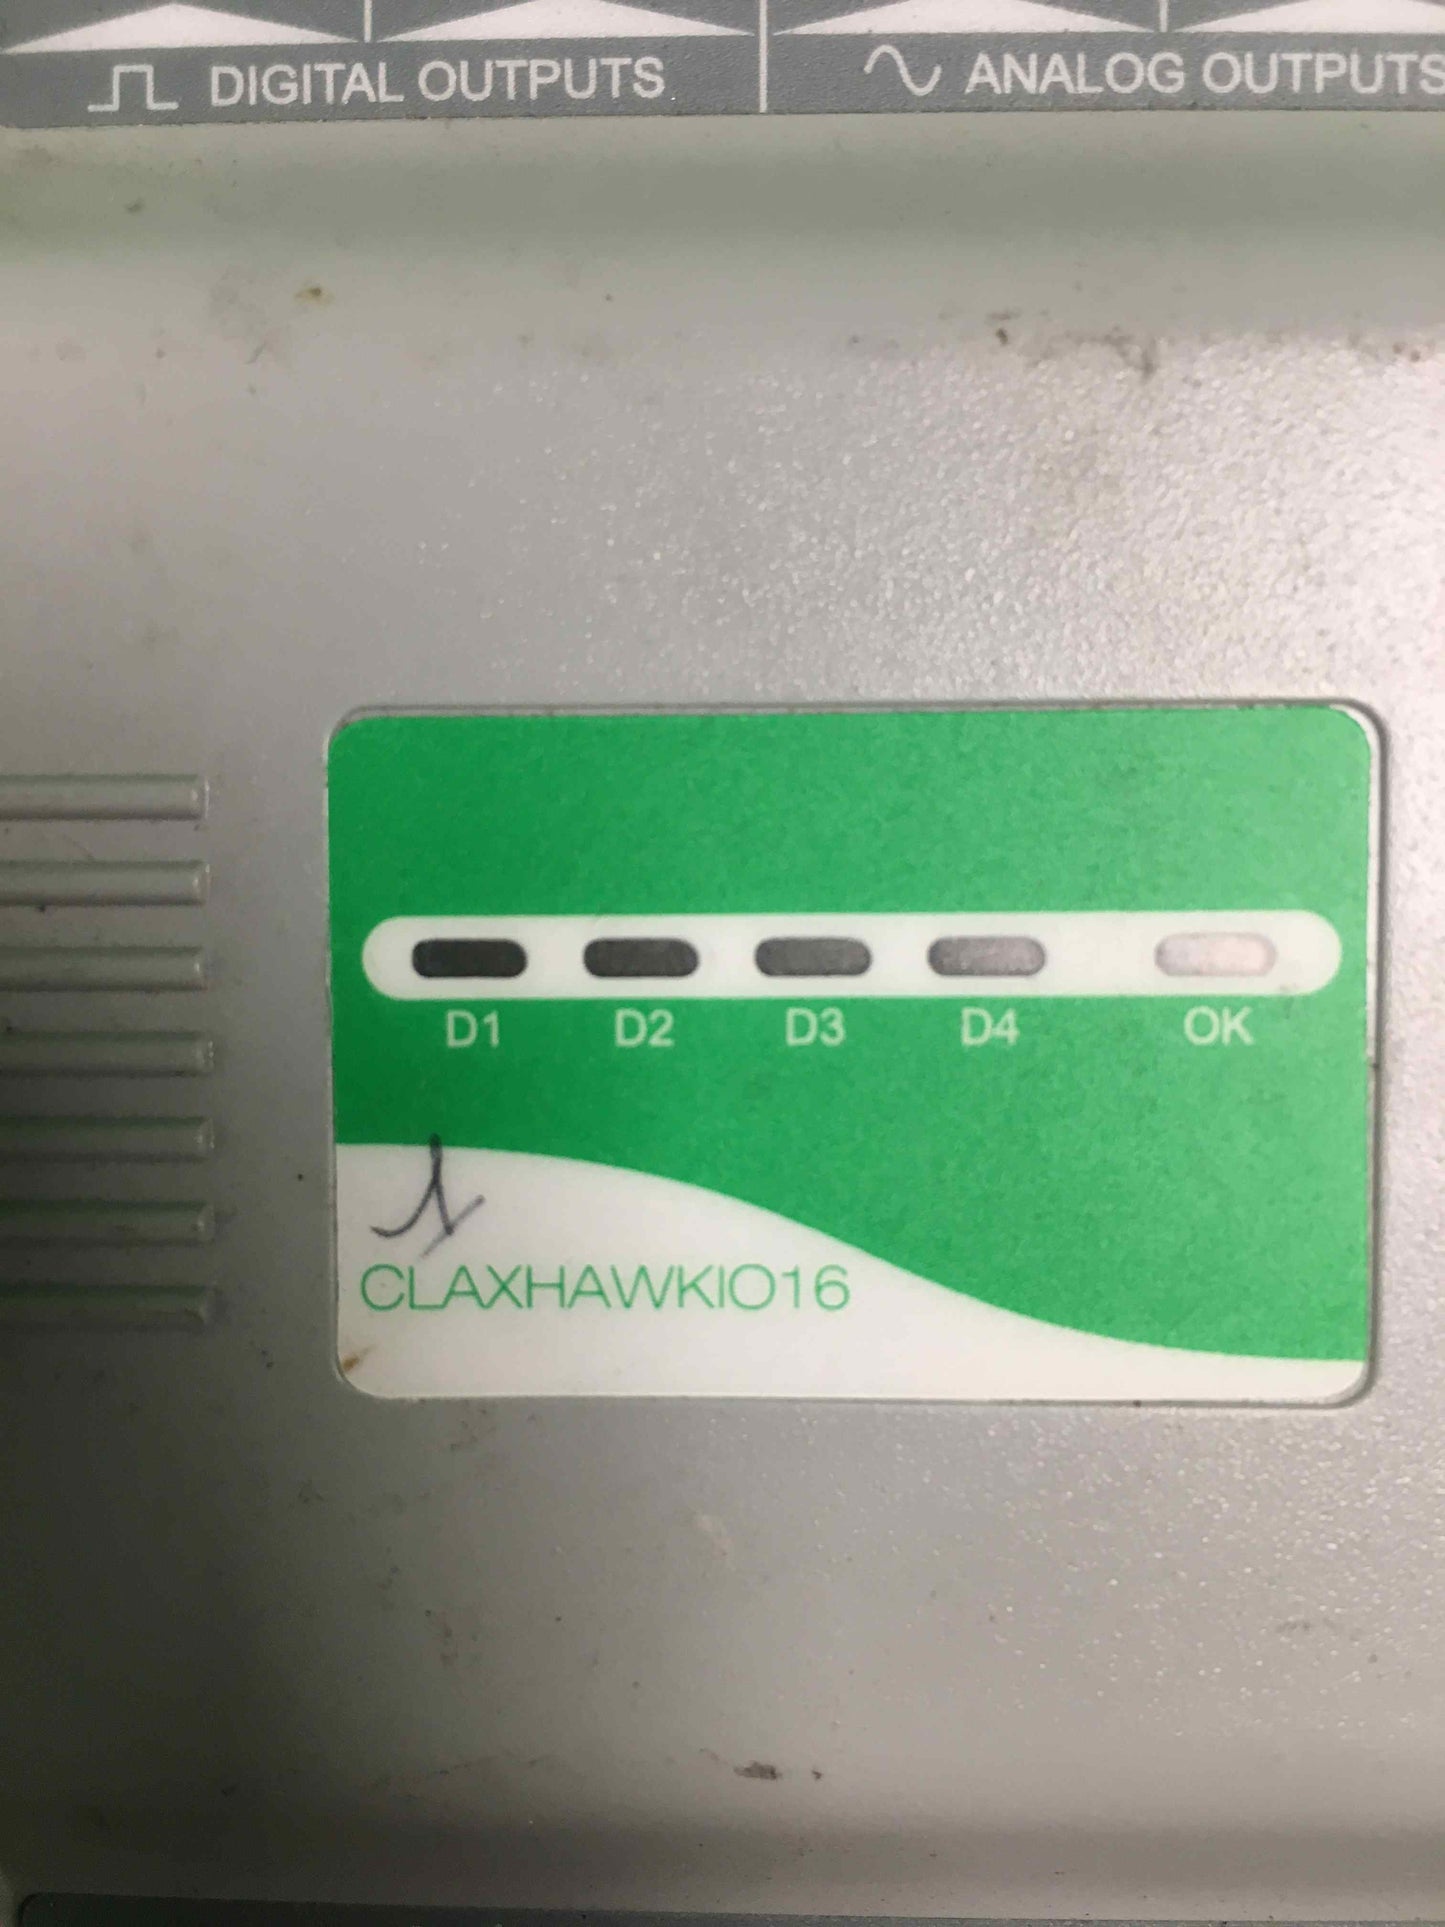 DIGITAL OUTPUTS ANALOG OUTPUTS
D1 D2 D3 D4 OK
CLAXHAWKIO16